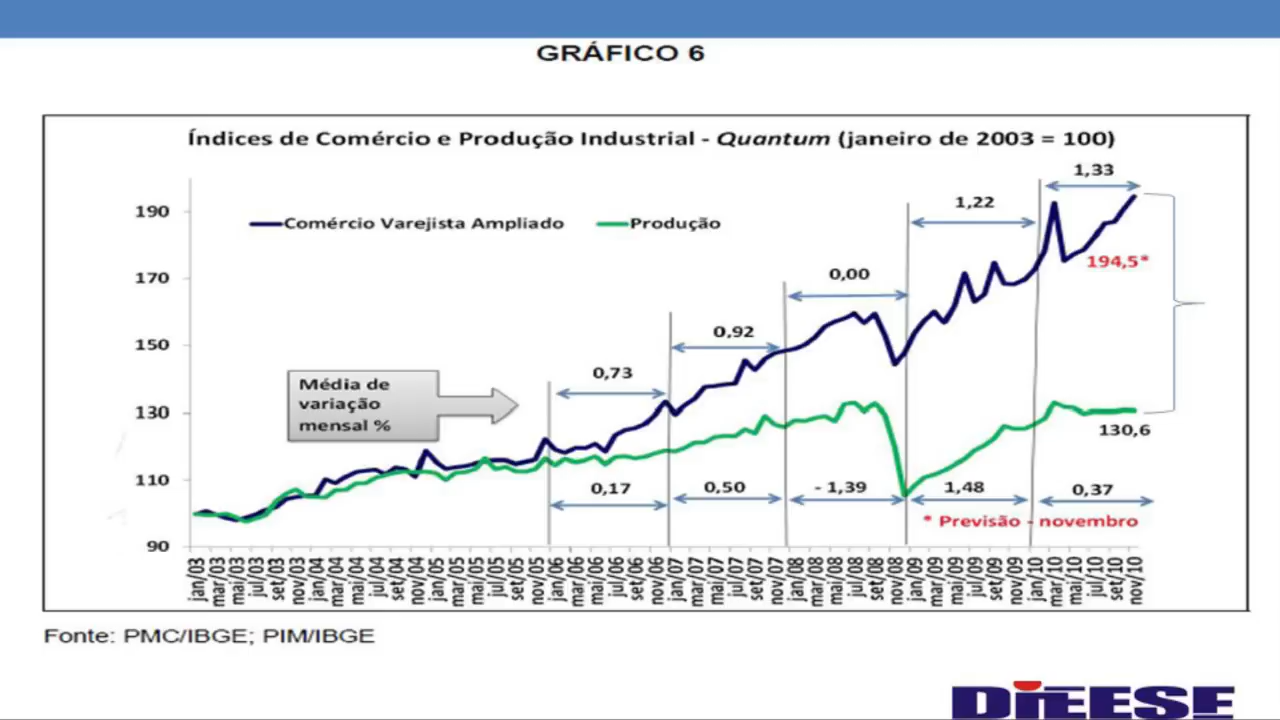 GRÁFICO 6
Índices de Comércio e Produção Industrial - Quantum (janeiro de 2003 = 100)
1,33
190
Comércio Varejista Ampliado
Produção
1,22
194,5*
170
0,00
150
0,92
0,73
Média de
variação
mensal %
130
130,6
110
0,17
0,50
- 1,39
1,48
0,37
* Previsão - novembro
90
jan/03
mar/03
mai/03
jul/03
set/03
nov/03
jan/04
mar/04
mai/04
jul/04
set/04
nov/04
jan/05
mar/05
mai/05
jul/05
set/05
nov/05
jan/06
mar/06
mai/06
jul/06
set/06
nov/06
jan/07
mar/07
mai/07
jul/07
set/07
nov/07
jan/08
mar/08
mai/08
jul/08
set/08
nov/08
jan/09
mar/09
mai/09
jul/09
set/09
nov/09
jan/10
mar/10
mai/10
jul/10
set/10
nov/10
Fonte: PMC/IBGE; PIM/IBGE
DIEESE